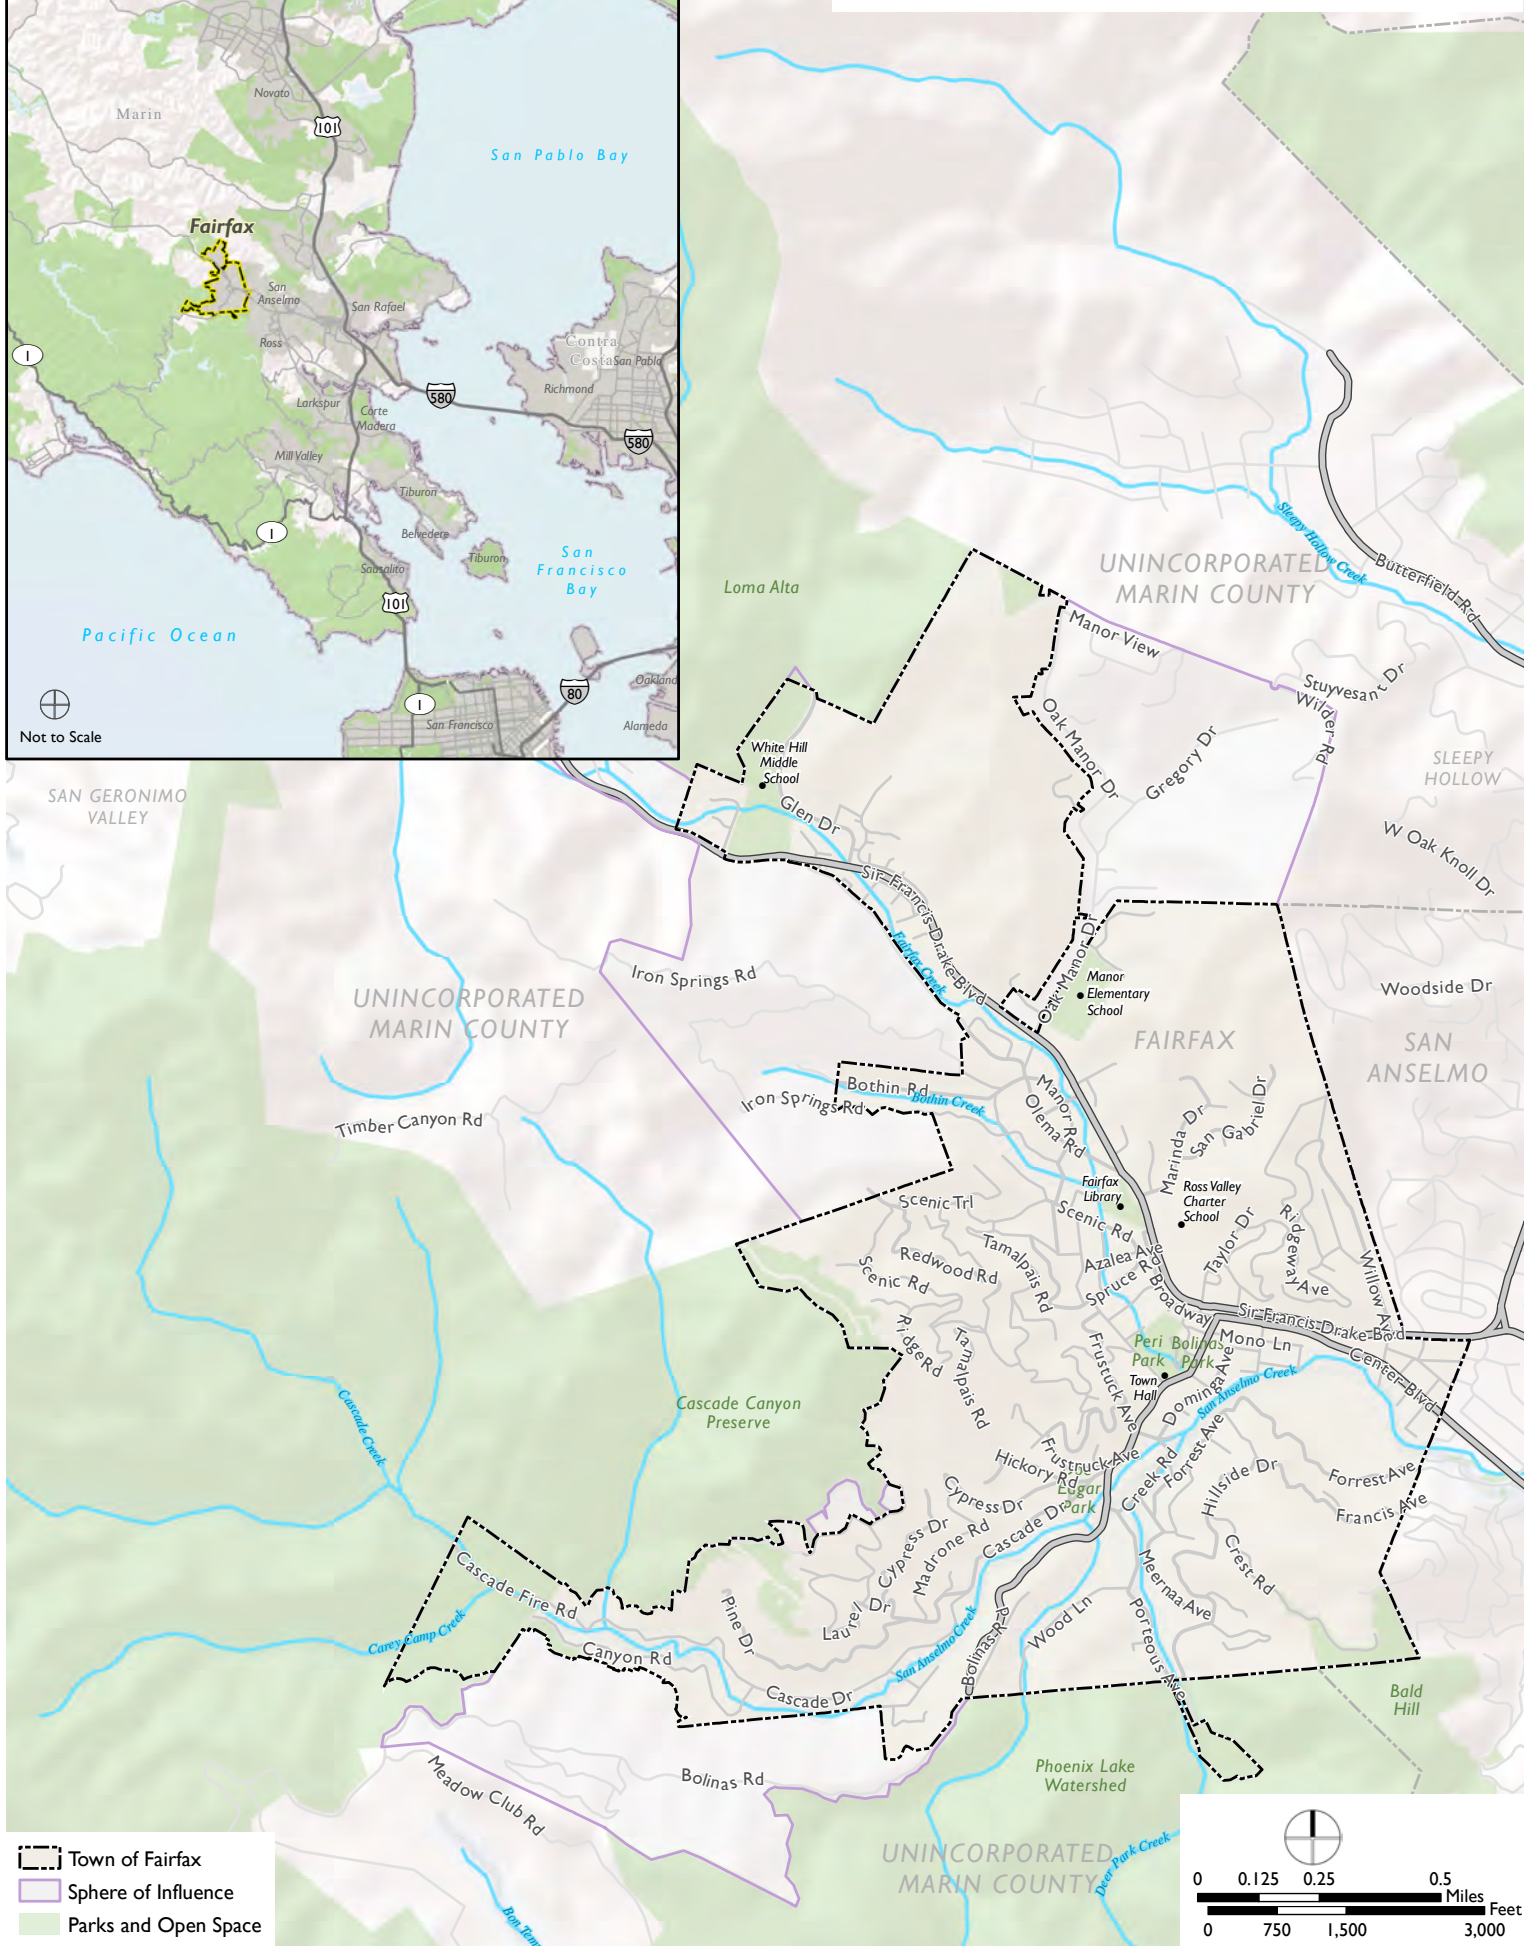 Novato
Marin
101
San Pablo Bay
Fairfax
San
Anselmo
San Rafael
Ross
1
Contra
Costa
San Pablo
Richmond
580
580
Larkspur
Corte
Madera
Mill Valley
Tiburon
1
Belvedere
Tiburon
San
Francisco
Bay
Sausalito
101
Pacific Ocean
80
Oakland
1
San Francisco
Alameda
Not to Scale
Loma Alta
UNINCORPORATED
MARIN COUNTY
Sleepy Hollow Creek
Butterfield Rd
Manor View
Stuyvesant Dr
Wilder Rd
Oak Manor Dr
Gregory Dr
SLEEPY
HOLLOW
W Oak Knoll Dr
White Hill
Middle
School
Glen Dr
SAN GERONIMO
VALLEY
Sir Francis Drake Blvd
Fairfax Creek
Oak Manor Dr
Manor
Elementary
School
Iron Springs Rd
Woodside Dr
UNINCORPORATED
MARIN COUNTY
FAIRFAX
SAN
ANSELMO
Bothin Rd
Bothin Creek
Iron Springs Rd
Timber Canyon Rd
Manor Rd
Olema Rd
Marinda Dr
San Gabriel Dr
Fairfax
Library
Ross Valley
Charter
School
Scenic Trl
Scenic Rd
Tamalpais Rd
Azalea Ave
Spruce Rd
Broadway
Taylor Dr
Ridgeway Ave
Willow Ave
Redwood Rd
Scenic Rd
Ridge Rd
Tamalpais Rd
Sir Francis Drake Blvd
Mono Ln
Center Blvd
Peri
Park
Bolinas
Park
Town
Hall
Frustuck Ave
Dominga Ave
San Anselmo Creek
Cascade Canyon
Preserve
Cascade Creek
Frustruck Ave
Hickory Rd
Edgar
Park
Creek Rd
Forrest Ave
Hillside Dr
Forrest Ave
Francis Ave
Cypress Dr
Cypress Dr
Madrone Rd
Cascade Dr
Crest Rd
Meernaa Ave
Cascade Fire Rd
Carey Camp Creek
Pine Dr
Laurel Dr
Wood Ln
Porteous Ave
Canyon Rd
San Anselmo Creek
Cascade Dr
Bald
Hill
Meadow Club Rd
Bolinas Rd
Phoenix Lake
Watershed
UNINCORPORATED
MARIN COUNTY
Deer Park Creek
Town of Fairfax
Sphere of Influence
Parks and Open Space
0 0.125 0.25 0.5
Miles
Feet
0 750 1,500 3,000